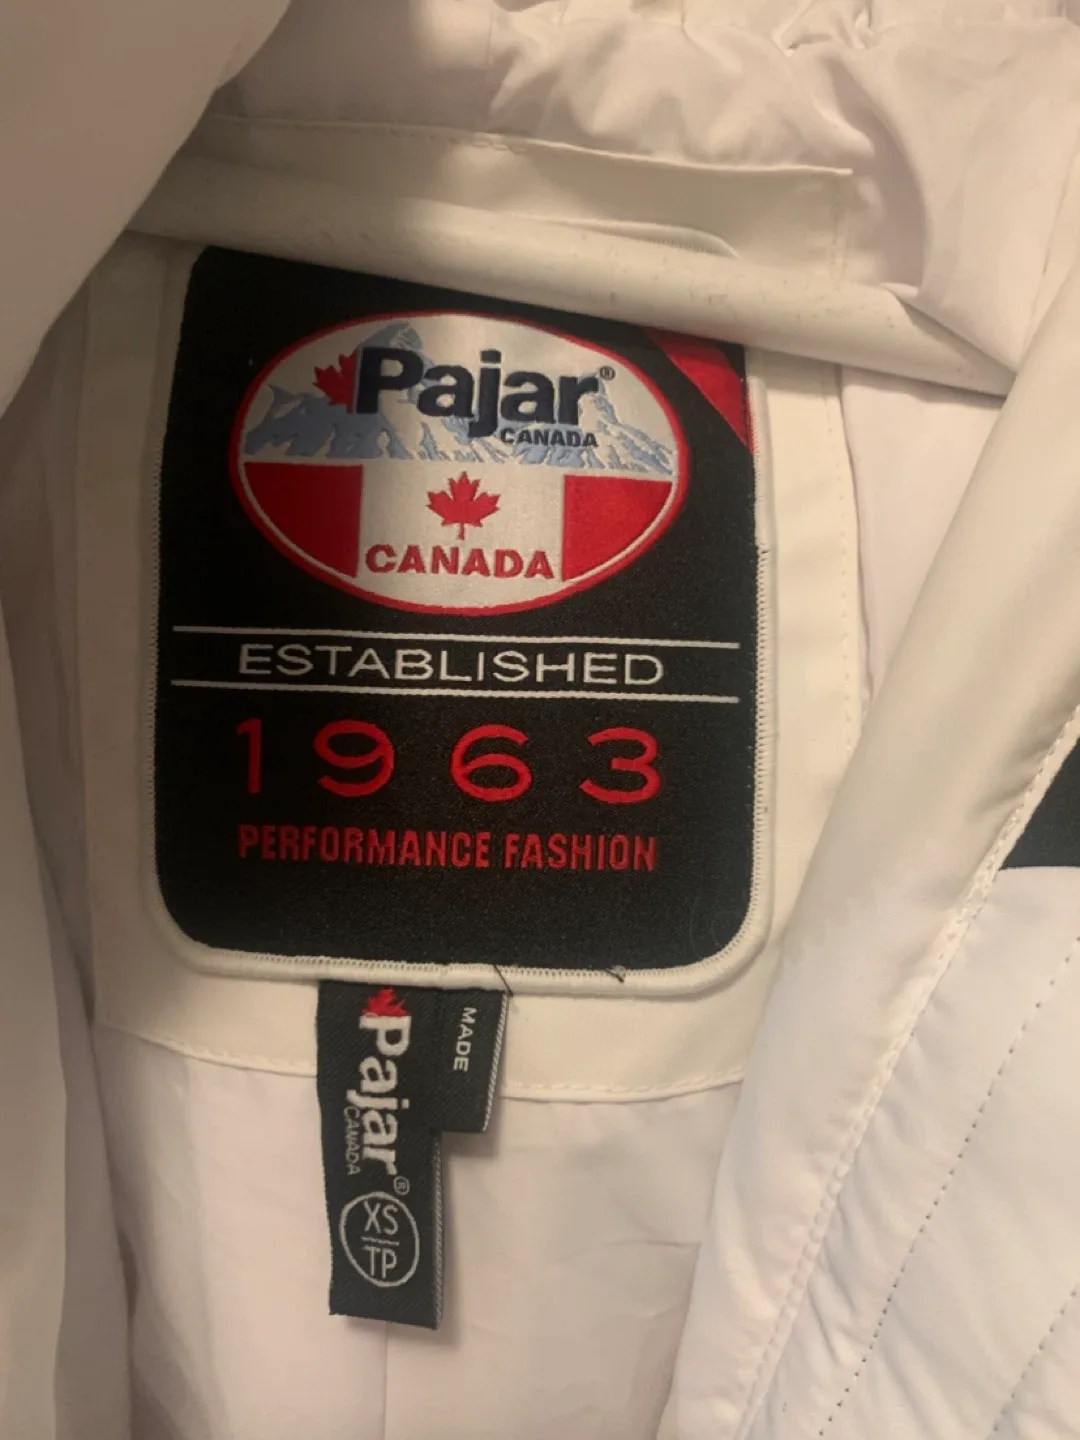 Pajar®
CANADA
CANADA
ESTABLISHED
1963
PERFORMANCE FASHION
MADE
Pajar®
CANADA
XS
TP